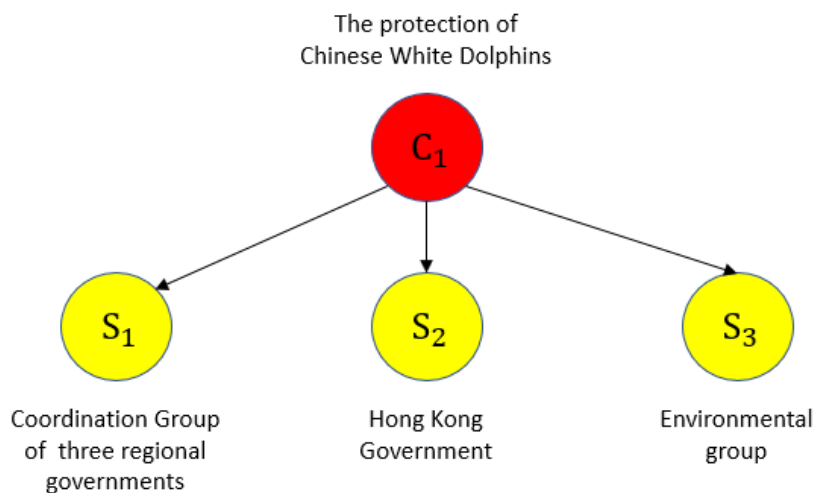 The protection of
Chinese White Dolphins
C₁
S₁
S₂
S₃
Coordination Group
of three regional
governments
Hong Kong
Government
Environmental
group